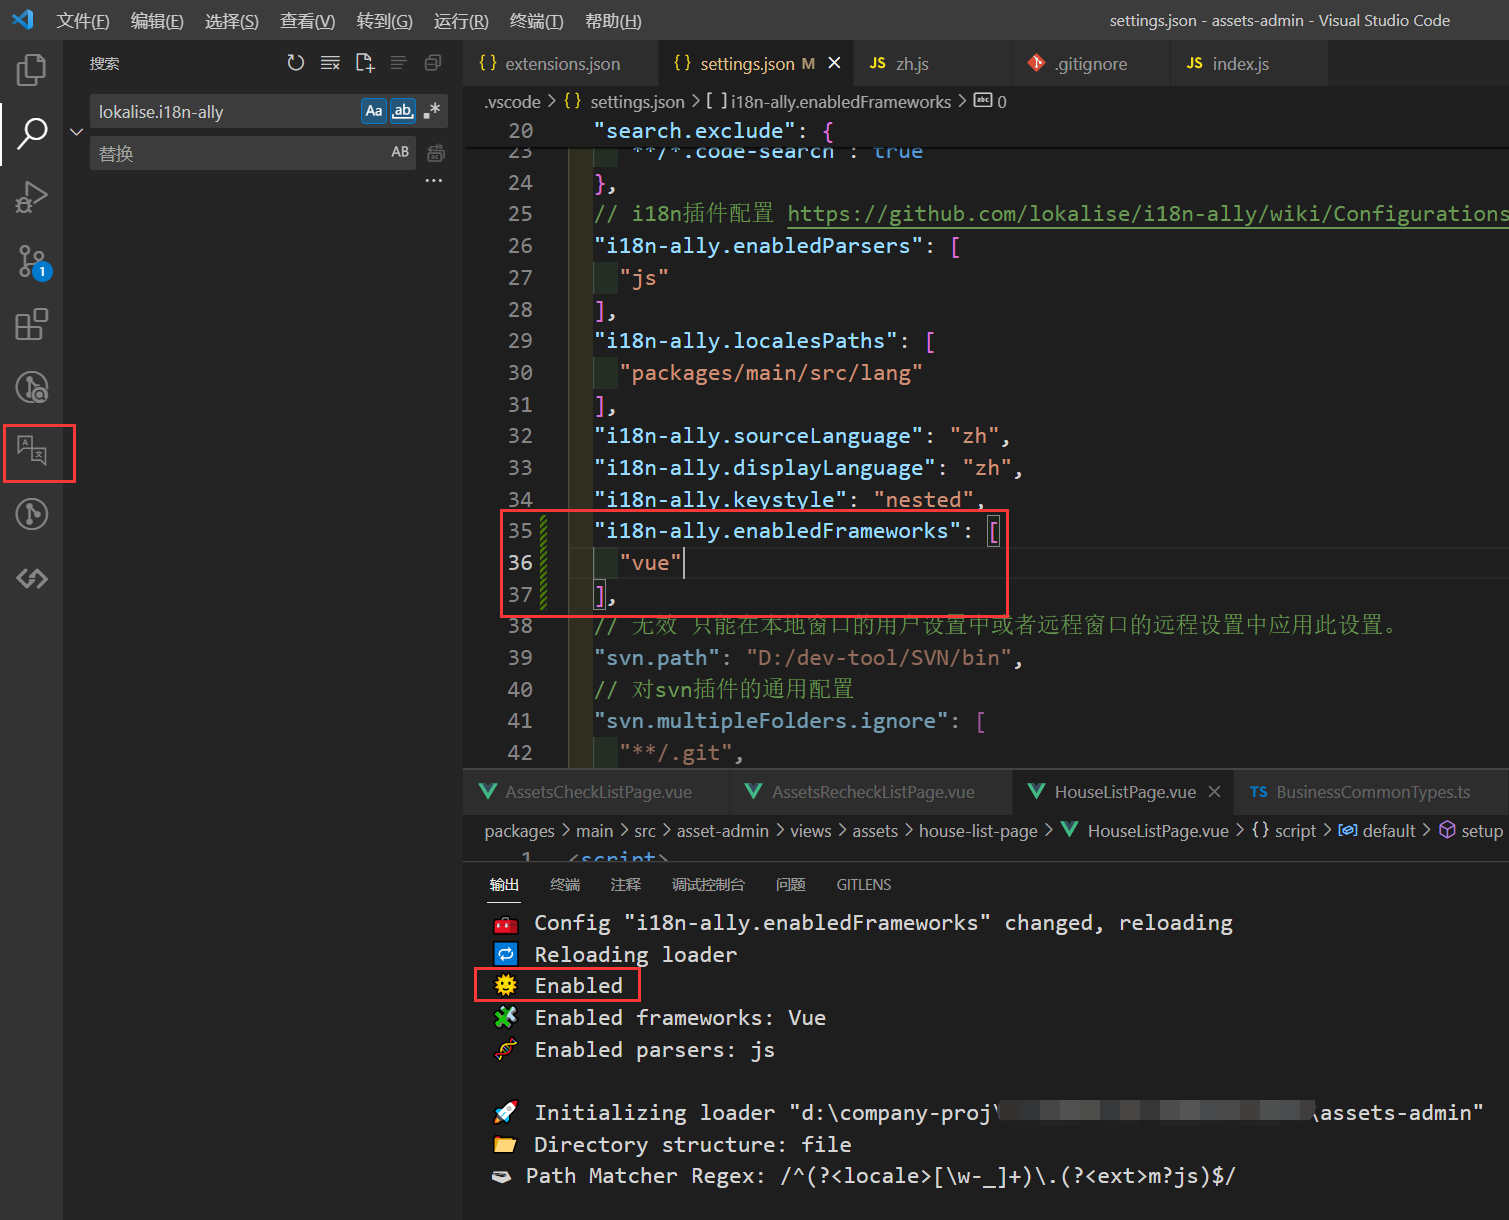 文件(F) 编辑(E) 选择(S) 查看(V) 转到(G) 运行(R) 终端(T) 帮助(H) settings.json - assets-admin - Visual Studio Code
搜索
lokalise.i18n-ally Aa ab .*
替换 AB
...
1
extensions.json settings.json M JS zh.js .gitignore JS index.js
.vscode > {} settings.json > [ ] i18n-ally.enabledFrameworks > abc 0
20 "search.exclude": {
23 "**/*.code-search": true
24 },
25 // i18n插件配置 https://github.com/lokalise/i18n-ally/wiki/Configurations
26 "i18n-ally.enabledParsers": [
27 "js"
28 ],
29 "i18n-ally.localesPaths": [
30 "packages/main/src/lang"
31 ],
32 "i18n-ally.sourceLanguage": "zh",
33 "i18n-ally.displayLanguage": "zh",
34 "i18n-ally.keystyle": "nested",
35 "i18n-ally.enabledFrameworks": [
36 "vue"
37 ],
38 // 无效 只能在本地窗口的用户设置中或者远程窗口的远程设置中应用此设置。
39 "svn.path": "D:/dev-tool/SVN/bin",
40 // 对svn插件的通用配置
41 "svn.multipleFolders.ignore": [
42 "**/.git",
AssetsCheckListPage.vue AssetsRecheckListPage.vue HouseListPage.vue TS BusinessCommonTypes.ts
packages > main > src > asset-admin > views > assets > house-list-page > HouseListPage.vue > {} script > default > setup
1 <script>
输出 终端 注释 调试控制台 问题 GITLENS
Config "i18n-ally.enabledFrameworks" changed, reloading
Reloading loader
Enabled
Enabled frameworks: Vue
Enabled parsers: js
Initializing loader "d:\company-proj\ \assets-admin"
Directory structure: file
Path Matcher Regex: /^(?<locale>[\w-_]+)\.(?<ext>m?js)$/